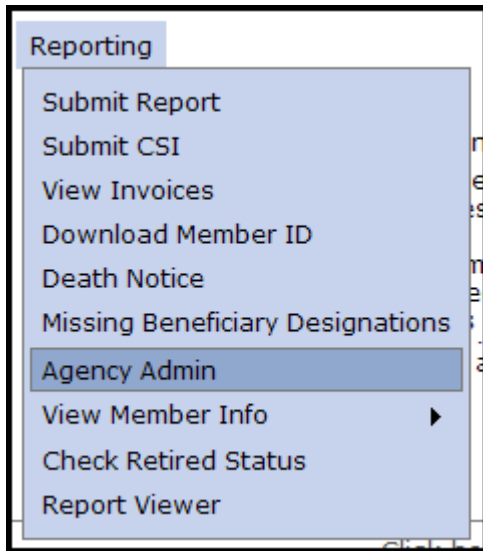 Reporting
Submit Report
Submit CSI
View Invoices
Download Member ID
Death Notice
Missing Beneficiary Designations
Agency Admin
View Member Info
Check Retired Status
Report Viewer